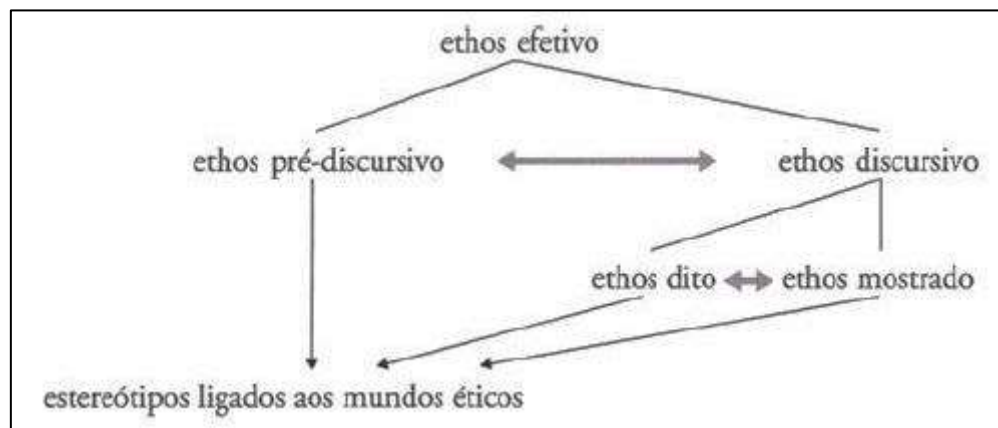 ethos efetivo
ethos pré-discursivo ethos discursivo
ethos dito ethos mostrado
estereótipos ligados aos mundos éticos